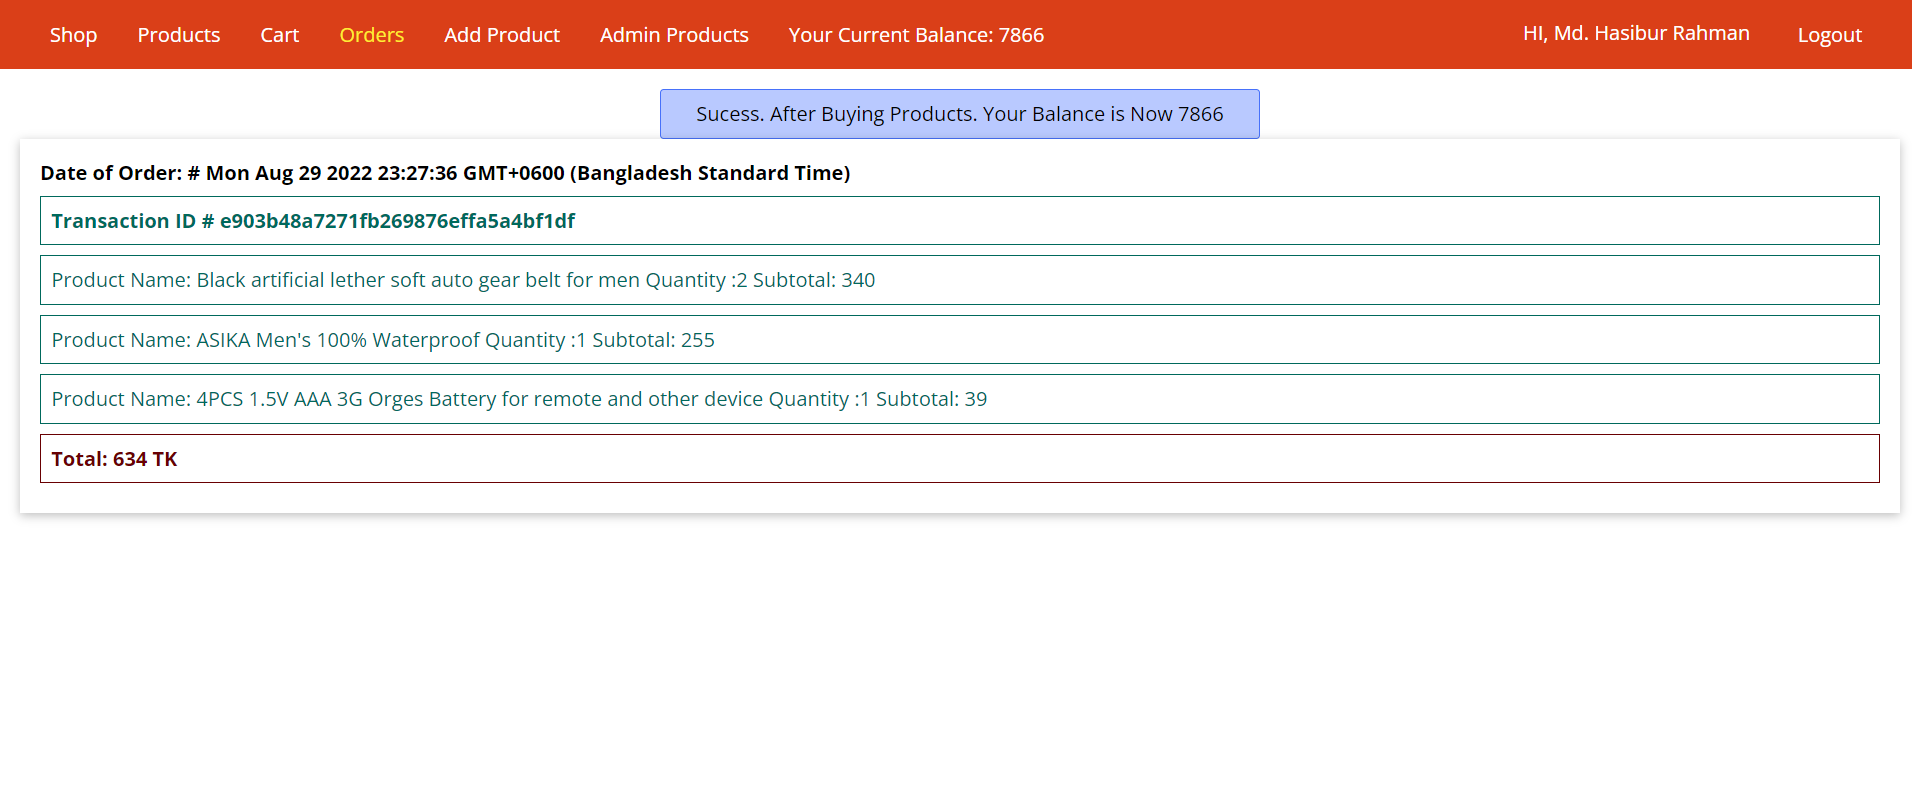 Shop Products Cart Orders Add Product Admin Products Your Current Balance: 7866 HI, Md. Hasibur Rahman Logout
Sucess. After Buying Products. Your Balance is Now 7866
Date of Order: # Mon Aug 29 2022 23:27:36 GMT+0600 (Bangladesh Standard Time)
Transaction ID # e903b48a7271fb269876effa5a4bf1df
Product Name: Black artificial lether soft auto gear belt for men Quantity :2 Subtotal: 340
Product Name: ASIKA Men's 100% Waterproof Quantity :1 Subtotal: 255
Product Name: 4PCS 1.5V AAA 3G Orges Battery for remote and other device Quantity :1 Subtotal: 39
Total: 634 TK